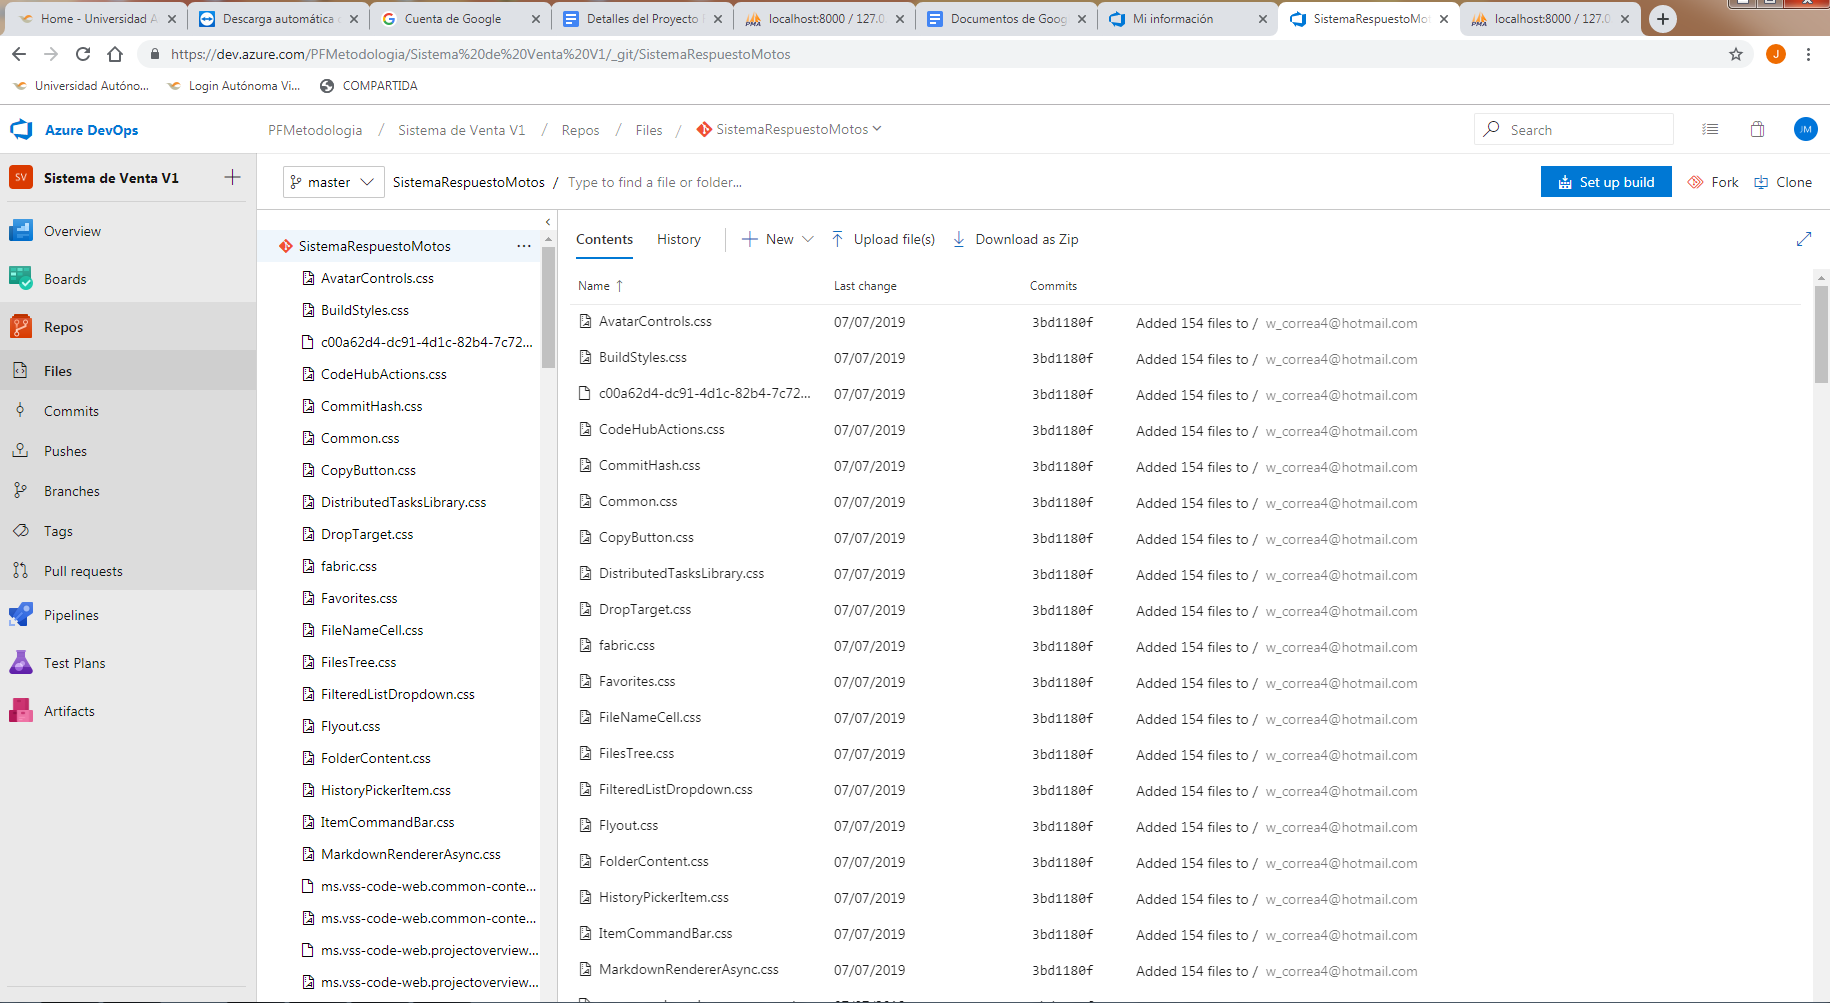 Home - Universidad A
Descarga automática
Cuenta de Google
Detalles del Proyecto
localhost:8000 / 127.0
Documentos de Goog
Mi información
SistemaRespuestoMot
localhost:8000 / 127.0
https://dev.azure.com/PFMetodologia/Sistema%20de%20Venta%20V1/_git/SistemaRespuestoMotos
J
Universidad Autóno...
Login Autónoma Vi...
COMPARTIDA
Azure DevOps
PFMetodologia / Sistema de Venta V1 / Repos / Files / SistemaRespuestoMotos
Search
JM
SV Sistema de Venta V1
master
SistemaRespuestoMotos / Type to find a file or folder...
Set up build
Fork
Clone
Overview
Boards
Repos
Files
Commits
Pushes
Branches
Tags
Pull requests
Pipelines
Test Plans
Artifacts
SistemaRespuestoMotos ...
AvatarControls.css
BuildStyles.css
c00a62d4-dc91-4d1c-82b4-7c72...
CodeHubActions.css
CommitHash.css
Common.css
CopyButton.css
DistributedTasksLibrary.css
DropTarget.css
fabric.css
Favorites.css
FileNameCell.css
FilesTree.css
FilteredListDropdown.css
Flyout.css
FolderContent.css
HistoryPickerItem.css
ItemCommandBar.css
MarkdownRendererAsync.css
ms.vss-code-web.common-conte...
ms.vss-code-web.common-conte...
ms.vss-code-web.projectoverview...
ms.vss-code-web.projectoverview...
Contents
History
New
Upload file(s)
Download as Zip
Name ↑ Last change Commits
AvatarControls.css 07/07/2019 3bd1180f Added 154 files to / w_correa4@hotmail.com
BuildStyles.css 07/07/2019 3bd1180f Added 154 files to / w_correa4@hotmail.com
c00a62d4-dc91-4d1c-82b4-7c72... 07/07/2019 3bd1180f Added 154 files to / w_correa4@hotmail.com
CodeHubActions.css 07/07/2019 3bd1180f Added 154 files to / w_correa4@hotmail.com
CommitHash.css 07/07/2019 3bd1180f Added 154 files to / w_correa4@hotmail.com
Common.css 07/07/2019 3bd1180f Added 154 files to / w_correa4@hotmail.com
CopyButton.css 07/07/2019 3bd1180f Added 154 files to / w_correa4@hotmail.com
DistributedTasksLibrary.css 07/07/2019 3bd1180f Added 154 files to / w_correa4@hotmail.com
DropTarget.css 07/07/2019 3bd1180f Added 154 files to / w_correa4@hotmail.com
fabric.css 07/07/2019 3bd1180f Added 154 files to / w_correa4@hotmail.com
Favorites.css 07/07/2019 3bd1180f Added 154 files to / w_correa4@hotmail.com
FileNameCell.css 07/07/2019 3bd1180f Added 154 files to / w_correa4@hotmail.com
FilesTree.css 07/07/2019 3bd1180f Added 154 files to / w_correa4@hotmail.com
FilteredListDropdown.css 07/07/2019 3bd1180f Added 154 files to / w_correa4@hotmail.com
Flyout.css 07/07/2019 3bd1180f Added 154 files to / w_correa4@hotmail.com
FolderContent.css 07/07/2019 3bd1180f Added 154 files to / w_correa4@hotmail.com
HistoryPickerItem.css 07/07/2019 3bd1180f Added 154 files to / w_correa4@hotmail.com
ItemCommandBar.css 07/07/2019 3bd1180f Added 154 files to / w_correa4@hotmail.com
MarkdownRendererAsync.css 07/07/2019 3bd1180f Added 154 files to / w_correa4@hotmail.com